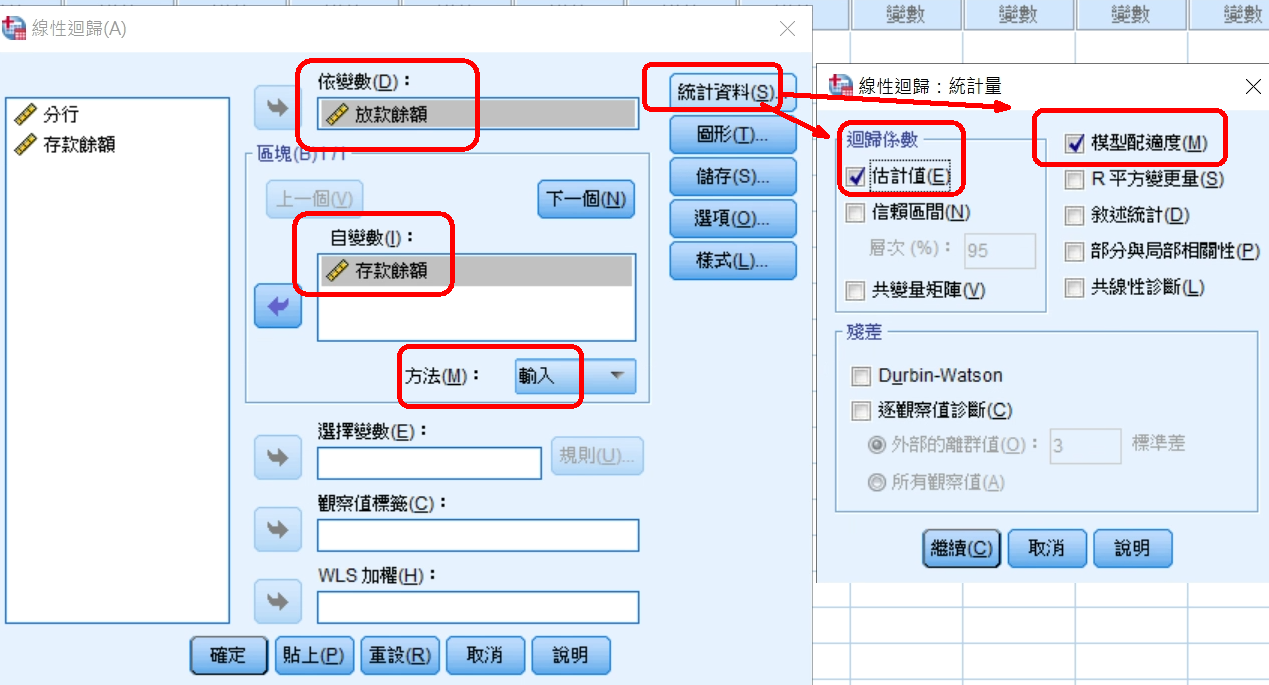 變數 變數 變數 變數
線性迴歸(A)
依變數(D)：
放款餘額
分行
存款餘額
區塊(B)1 /1
上一個(V)
下一個(N)
自變數(I)：
存款餘額
方法(M)：
輸入
選擇變數(E)：
規則(U)...
觀察值標籤(C)：
WLS 加權(H)：
統計資料(S)...
圖形(T)...
儲存(S)...
選項(O)...
樣式(L)...
確定
貼上(P)
重設(R)
取消
說明
線性迴歸：統計量
迴歸係數
估計值(E)
信賴區間(N)
層次 (%)：
95
共變量矩陣(V)
模型配適度(M)
R 平方變更量(S)
敘述統計(D)
部分與局部相關性(P)
共線性診斷(L)
殘差
Durbin-Watson
逐觀察值診斷(C)
外部的離群值(O)：
3
標準差
所有觀察值(A)
繼續(C)
取消
說明